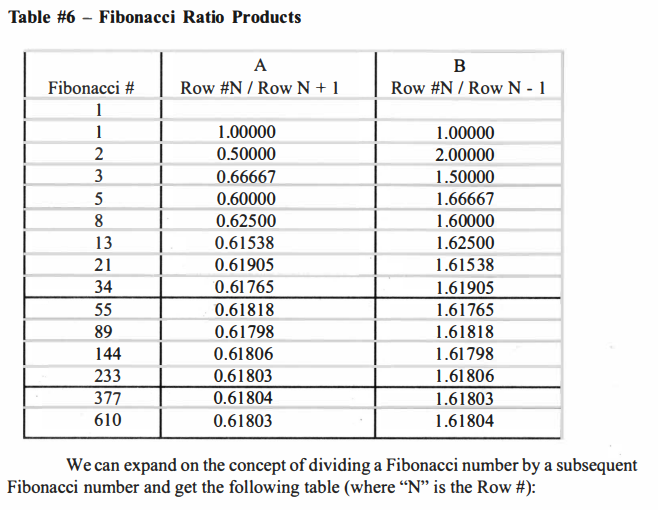 Table #6 – Fibonacci Ratio Products
A B
Fibonacci # Row #N / Row N + 1 Row #N / Row N - 1
1
1 1.00000 1.00000
2 0.50000 2.00000
3 0.66667 1.50000
5 0.60000 1.66667
8 0.62500 1.60000
13 0.61538 1.62500
21 0.61905 1.61538
34 0.61765 1.61905
55 0.61818 1.61765
89 0.61798 1.61818
144 0.61806 1.61798
233 0.61803 1.61806
377 0.61804 1.61803
610 0.61803 1.61804
We can expand on the concept of dividing a Fibonacci number by a subsequent
Fibonacci number and get the following table (where “N” is the Row #):